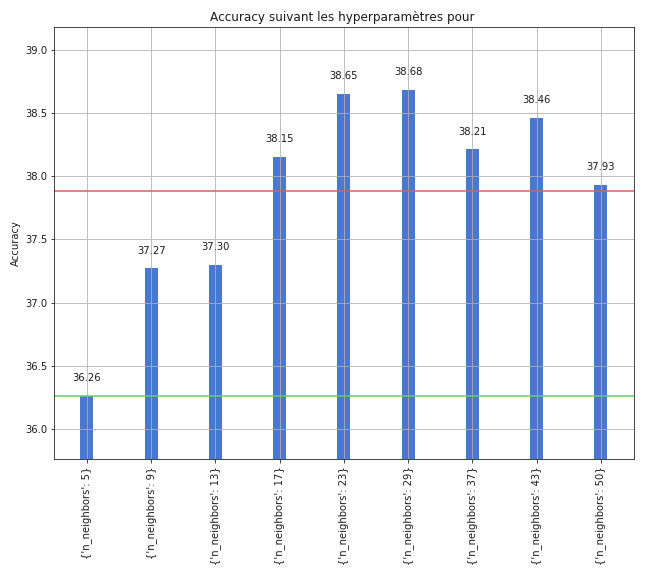 Accuracy suivant les hyperparamètres pour
39.0
38.5
38.0
37.5
37.0
36.5
36.0
Accuracy
36.26
37.27
37.30
38.15
38.65
38.68
38.21
38.46
37.93
{'n_neighbors': 5}
{'n_neighbors': 9}
{'n_neighbors': 13}
{'n_neighbors': 17}
{'n_neighbors': 23}
{'n_neighbors': 29}
{'n_neighbors': 37}
{'n_neighbors': 43}
{'n_neighbors': 50}